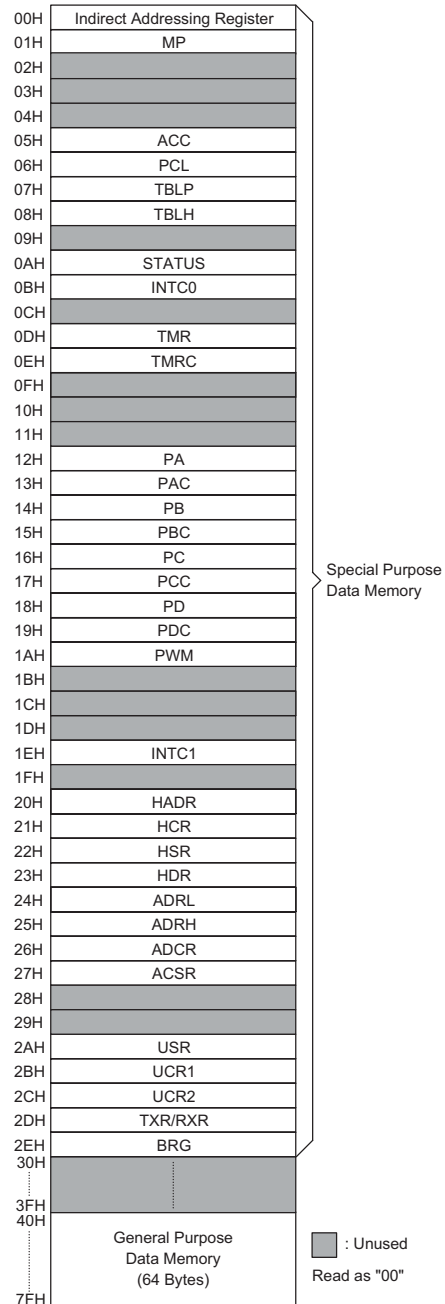 00H Indirect Addressing Register
01H MP
02H
03H
04H
05H ACC
06H PCL
07H TBLP
08H TBLH
09H
0AH STATUS
0BH INTC0
0CH
0DH TMR
0EH TMRC
0FH
10H
11H
12H PA
13H PAC
14H PB
15H PBC
16H PC
17H PCC
18H PD
19H PDC
1AH PWM
1BH
1CH
1DH
1EH INTC1
1FH
20H HADR
21H HCR
22H HSR
23H HDR
24H ADRL
25H ADRH
26H ADCR
27H ACSR
28H
29H
2AH USR
2BH UCR1
2CH UCR2
2DH TXR/RXR
2EH BRG
30H
3FH
40H
General Purpose
Data Memory
(64 Bytes)
7FH
Special Purpose
Data Memory
: Unused
Read as "00"